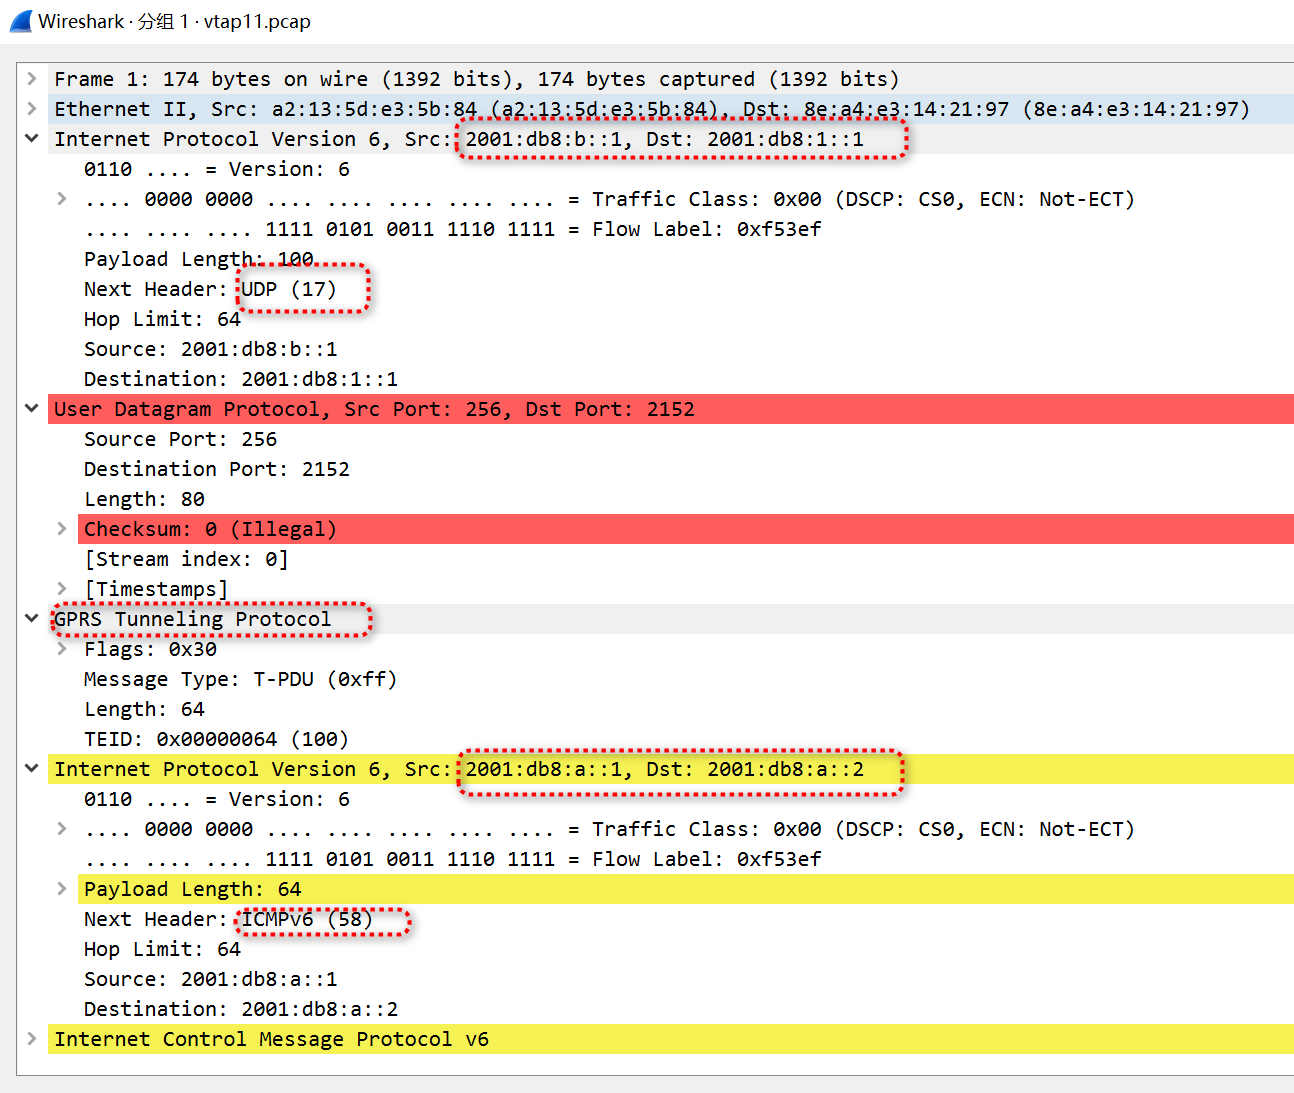 Wireshark · 分组 1 · vtap11.pcap
Frame 1: 174 bytes on wire (1392 bits), 174 bytes captured (1392 bits)
Ethernet II, Src: a2:13:5d:e3:5b:84 (a2:13:5d:e3:5b:84), Dst: 8e:a4:e3:14:21:97 (8e:a4:e3:14:21:97)
Internet Protocol Version 6, Src: 2001:db8:b::1, Dst: 2001:db8:1::1
0110 .... = Version: 6
.... 0000 0000 .... .... .... .... .... = Traffic Class: 0x00 (DSCP: CS0, ECN: Not-ECT)
.... .... .... 1111 0101 0011 1110 1111 = Flow Label: 0xf53ef
Payload Length: 100
Next Header: UDP (17)
Hop Limit: 64
Source: 2001:db8:b::1
Destination: 2001:db8:1::1
User Datagram Protocol, Src Port: 256, Dst Port: 2152
Source Port: 256
Destination Port: 2152
Length: 80
Checksum: 0 (Illegal)
[Stream index: 0]
[Timestamps]
GPRS Tunneling Protocol
Flags: 0x30
Message Type: T-PDU (0xff)
Length: 64
TEID: 0x00000064 (100)
Internet Protocol Version 6, Src: 2001:db8:a::1, Dst: 2001:db8:a::2
0110 .... = Version: 6
.... 0000 0000 .... .... .... .... .... = Traffic Class: 0x00 (DSCP: CS0, ECN: Not-ECT)
.... .... .... 1111 0101 0011 1110 1111 = Flow Label: 0xf53ef
Payload Length: 64
Next Header: ICMPv6 (58)
Hop Limit: 64
Source: 2001:db8:a::1
Destination: 2001:db8:a::2
Internet Control Message Protocol v6